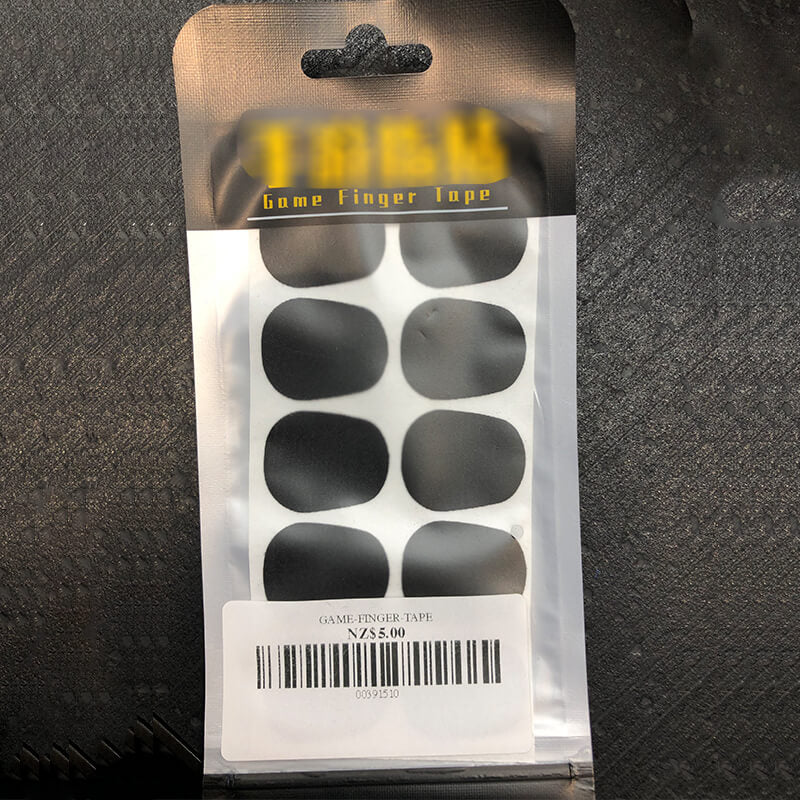 Game Finger Tape
GAME-FINGER-TAPE
NZ$5.00
00391510